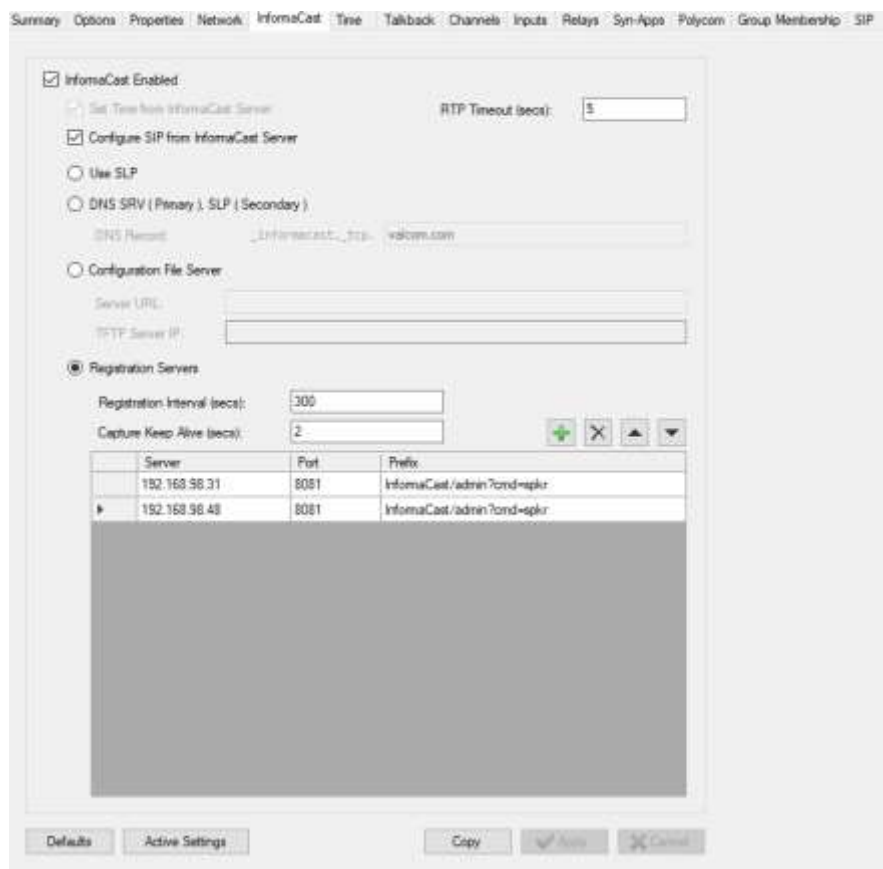 Summary Options Properties Network InformaCast Time Talkback Channels Inputs Relays Syn-Apps Polycom Group Membership SIP
InformaCast Enabled
Set Time from InformaCast Server RTP Timeout (secs): 5
Configure SIP from InformaCast Server
Use SLP
DNS SRV ( Primary ), SLP ( Secondary )
DNS Record: _informacast._tcp. valcom.com
Configuration File Server
Server URL:
TFTP Server IP:
Registration Servers
Registration Interval (secs): 300
Capture Keep Alive (secs): 2
Server Port Prefix
192.168.98.31 8081 InformaCast/admin?cmd=spkr
192.168.98.48 8081 InformaCast/admin?cmd=spkr
Defaults Active Settings Copy Apply Cancel